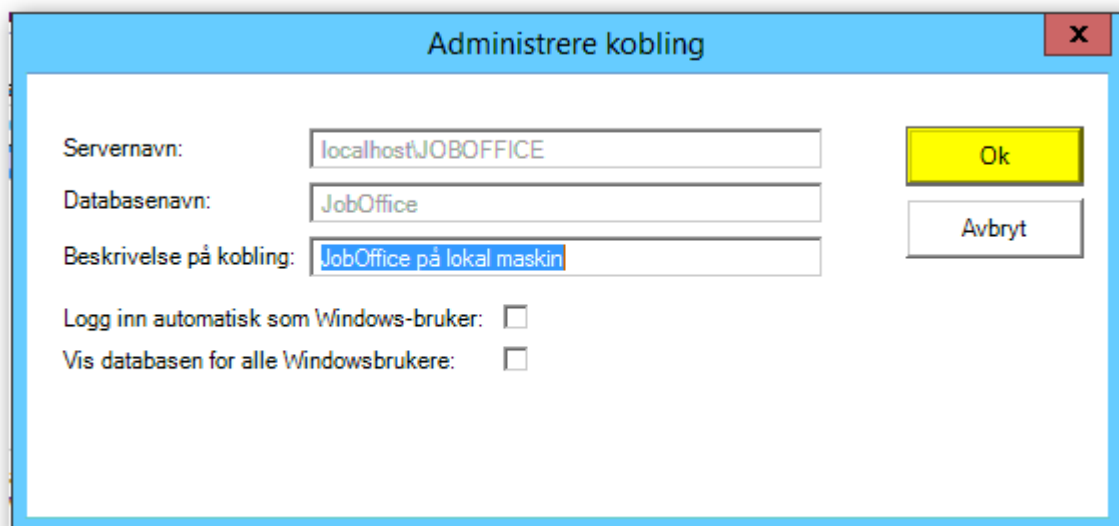 Administrere kobling
x
Servernavn: localhost\JOBOFFICE
Ok
Databasenavn: JobOffice
Avbryt
Beskrivelse på kobling: JobOffice på lokal maskin
Logg inn automatisk som Windows-bruker:
Vis databasen for alle Windowsbrukere: